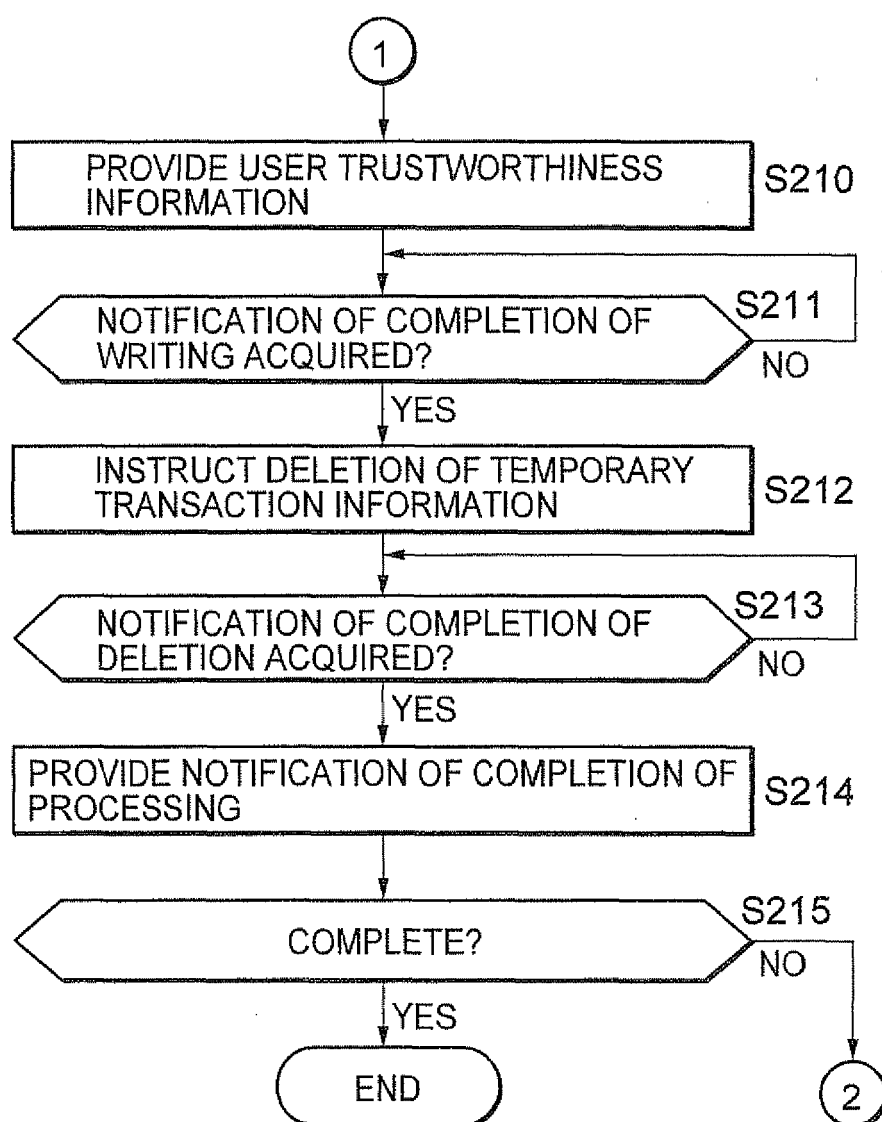 1
PROVIDE USER TRUSTWORTHINESS
INFORMATION
S210
NOTIFICATION OF COMPLETION OF
WRITING ACQUIRED?
S211
NO
YES
INSTRUCT DELETION OF TEMPORARY
TRANSACTION INFORMATION
S212
NOTIFICATION OF COMPLETION OF
DELETION ACQUIRED?
S213
NO
YES
PROVIDE NOTIFICATION OF COMPLETION OF
PROCESSING
S214
COMPLETE?
S215
NO
YES
END
2